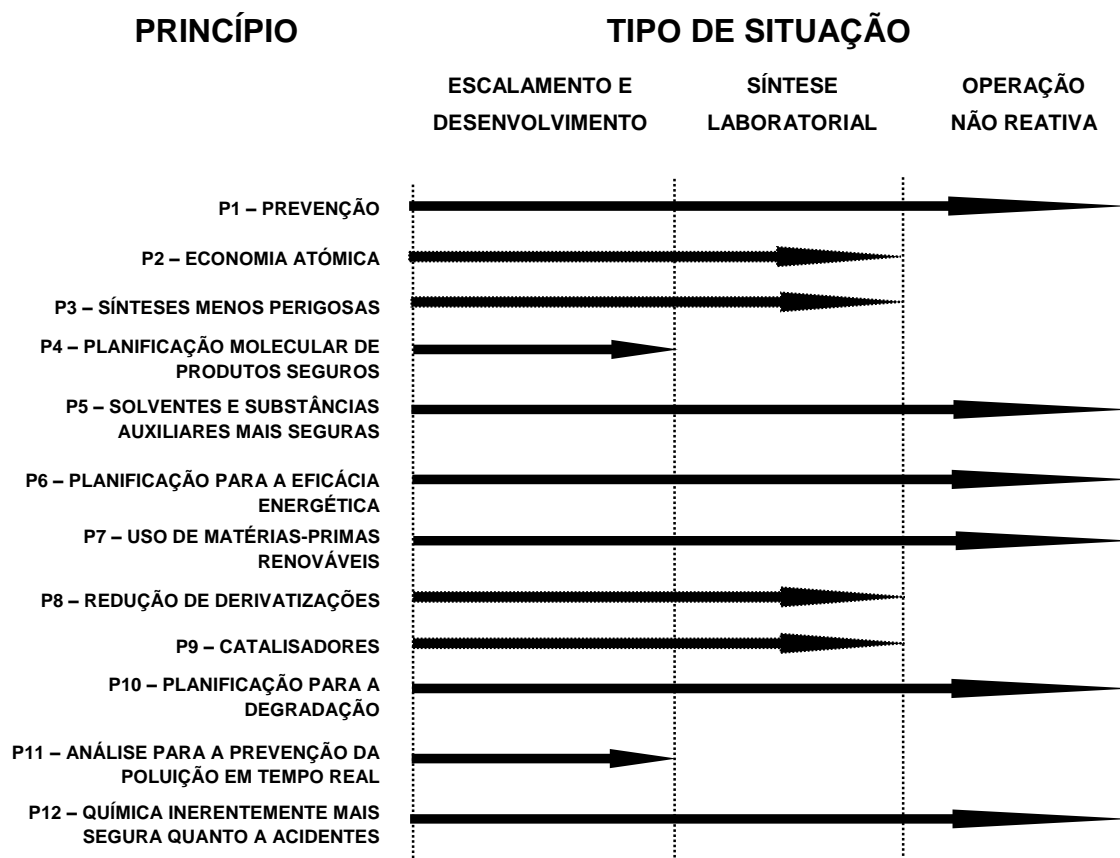 PRINCÍPIO
TIPO DE SITUAÇÃO
ESCALAMENTO E
DESENVOLVIMENTO
SÍNTESE
LABORATORIAL
OPERAÇÃO
NÃO REATIVA
P1 – PREVENÇÃO
P2 – ECONOMIA ATÓMICA
P3 – SÍNTESES MENOS PERIGOSAS
P4 – PLANIFICAÇÃO MOLECULAR DE
PRODUTOS SEGUROS
P5 – SOLVENTES E SUBSTÂNCIAS
AUXILIARES MAIS SEGURAS
P6 – PLANIFICAÇÃO PARA A EFICÁCIA
ENERGÉTICA
P7 – USO DE MATÉRIAS-PRIMAS
RENOVÁVEIS
P8 – REDUÇÃO DE DERIVATIZAÇÕES
P9 – CATALISADORES
P10 – PLANIFICAÇÃO PARA A
DEGRADAÇÃO
P11 – ANÁLISE PARA A PREVENÇÃO DA
POLUIÇÃO EM TEMPO REAL
P12 – QUÍMICA INERENTEMENTE MAIS
SEGURA QUANTO A ACIDENTES